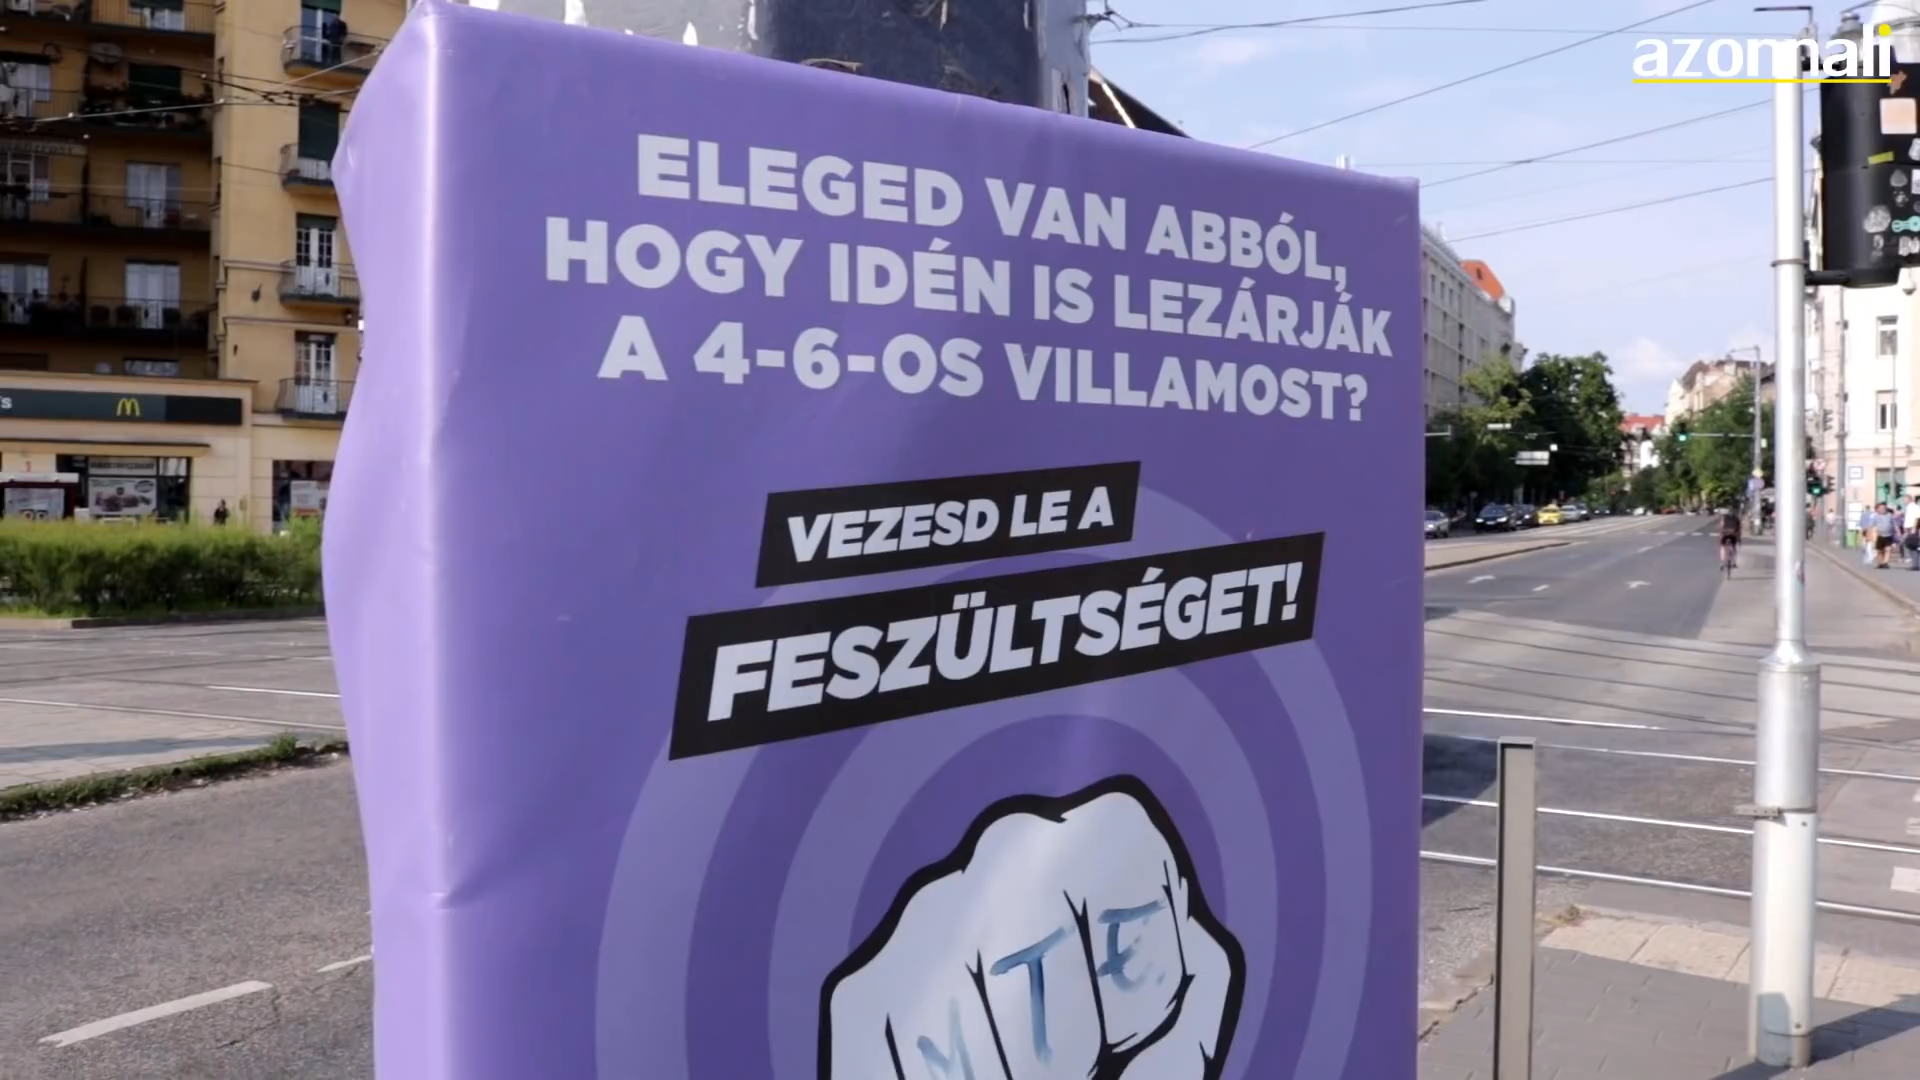 azonnali
ELEGED VAN ABBÓL,
HOGY IDÉN IS LEZÁRJÁK
A 4-6-OS VILLAMOST?
VEZESD LE A
FESZÜLTSÉGET!
MTE